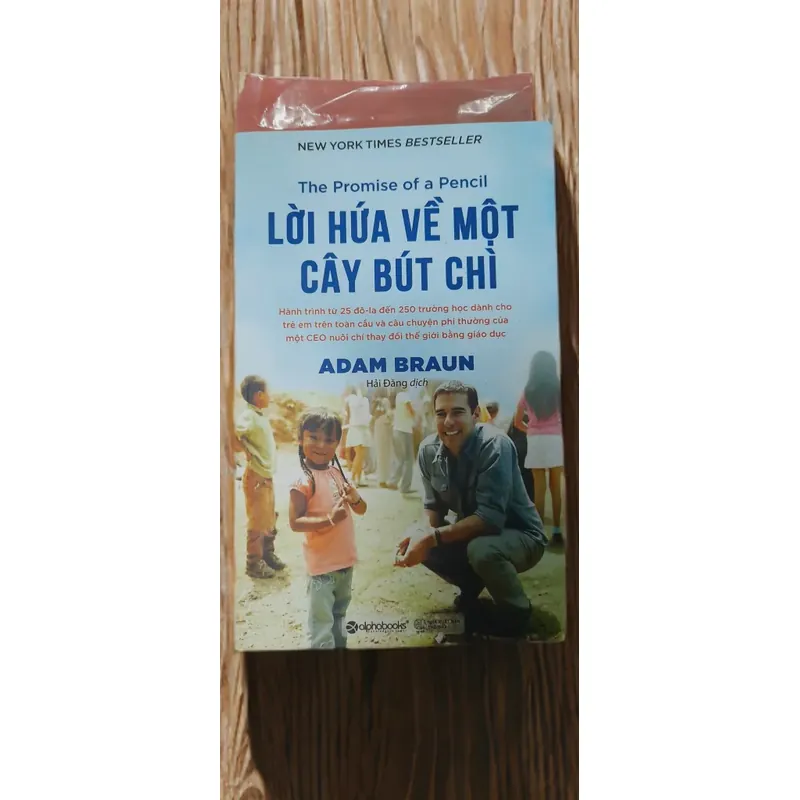 NEW YORK TIMES BESTSELLER
The Promise of a Pencil
LỜI HỨA VỀ MỘT
CÂY BÚT CHÌ
Hành trình từ 25 đô-la đến 250 trường học dành cho
trẻ em trên toàn cầu và câu chuyện phi thường của
một CEO nuôi chí thay đổi thế giới bằng giáo dục
ADAM BRAUN
Hải Đăng dịch
alphabooks